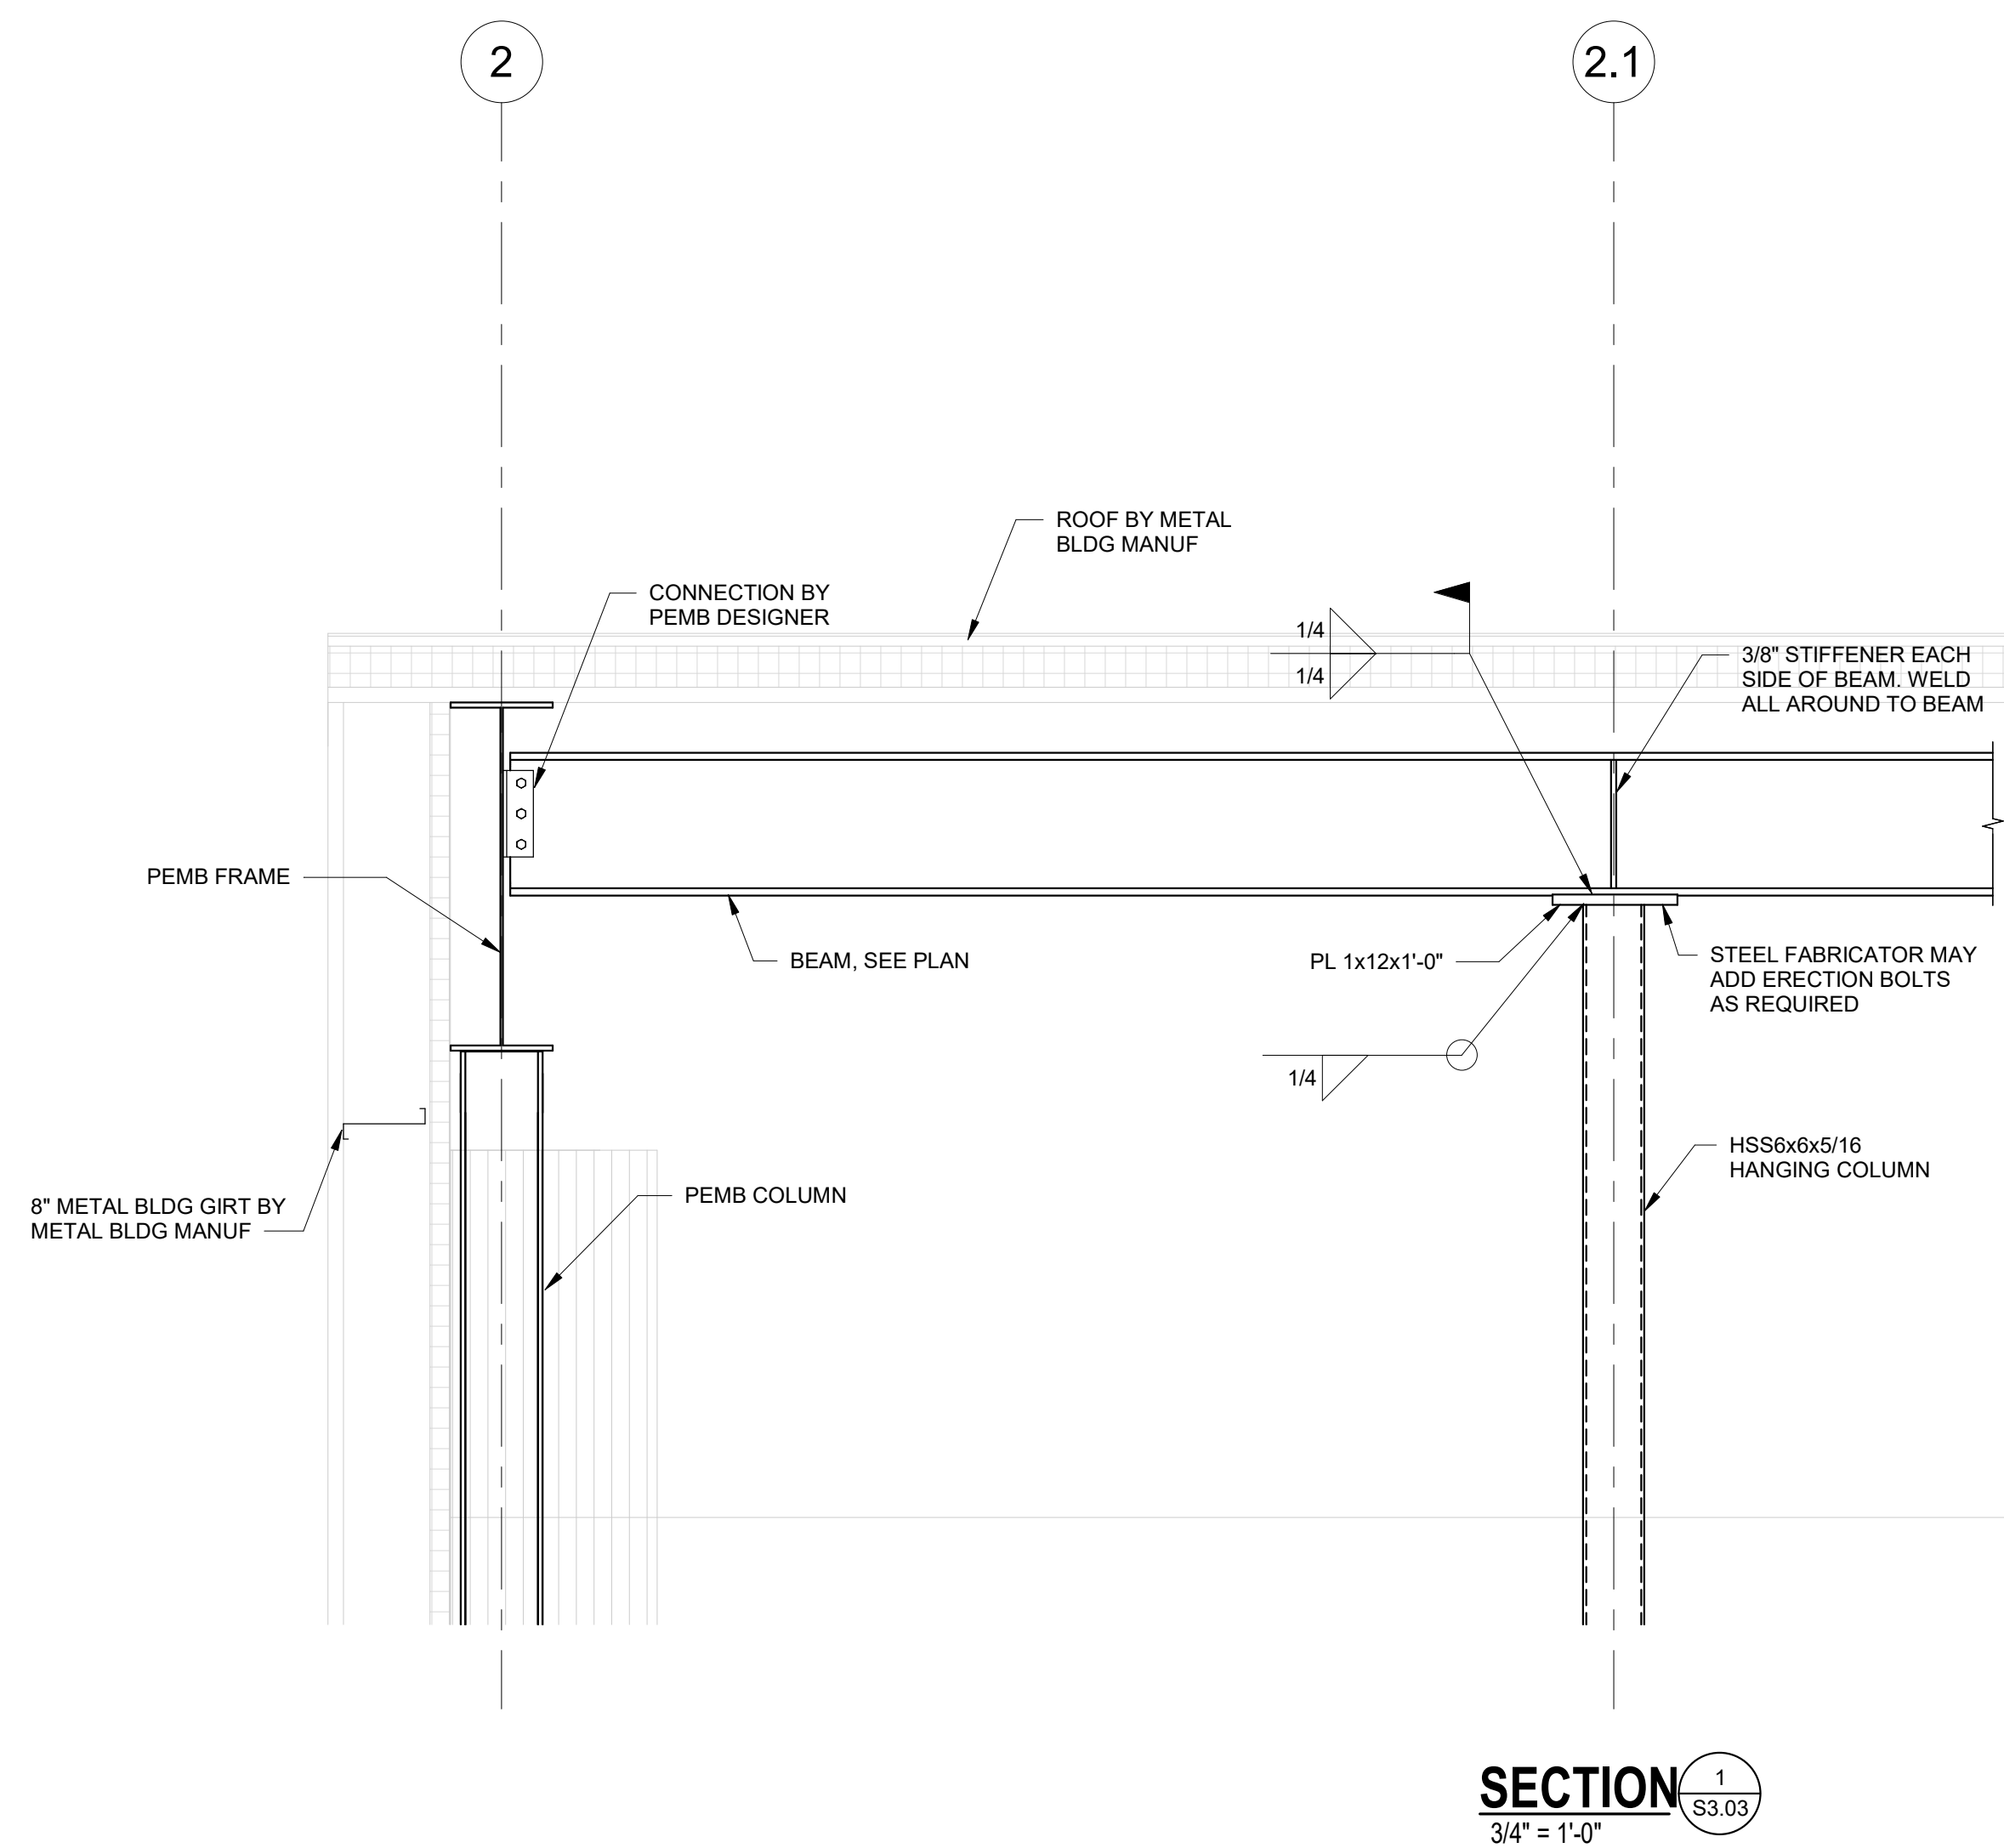 2
2.1
ROOF BY METAL
BLDG MANUF
CONNECTION BY
PEMB DESIGNER
1/4
1/4
3/8" STIFFENER EACH
SIDE OF BEAM. WELD
ALL AROUND TO BEAM
PEMB FRAME
BEAM, SEE PLAN
PL 1x12x1'-0"
STEEL FABRICATOR MAY
ADD ERECTION BOLTS
AS REQUIRED
1/4
HSS6x6x5/16
HANGING COLUMN
PEMB COLUMN
8" METAL BLDG GIRT BY
METAL BLDG MANUF
SECTION
1
S3.03
3/4" = 1'-0"